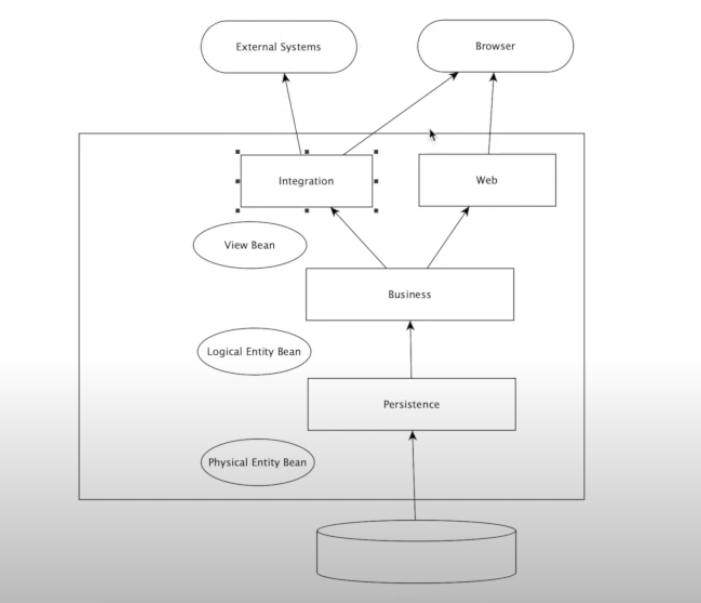 External Systems
Browser
Integration
Web
View Bean
Business
Logical Entity Bean
Persistence
Physical Entity Bean